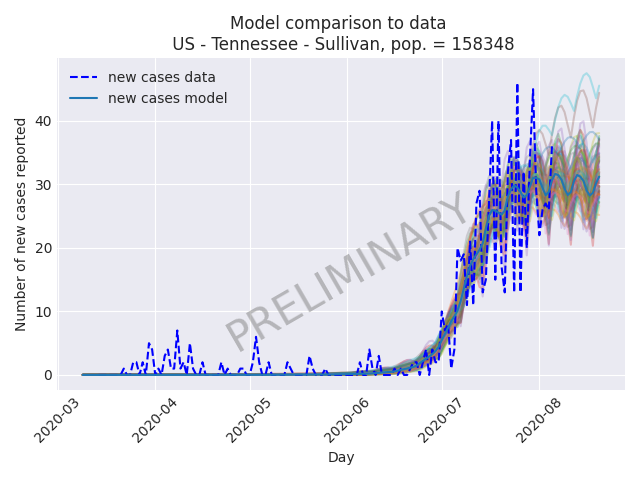 Model comparison to data
US - Tennessee - Sullivan, pop. = 158348
new cases data
new cases model
Number of new cases reported
40
30
20
10
0
PRELIMINARY
2020-03
2020-04
2020-05
2020-06
2020-07
2020-08
Day